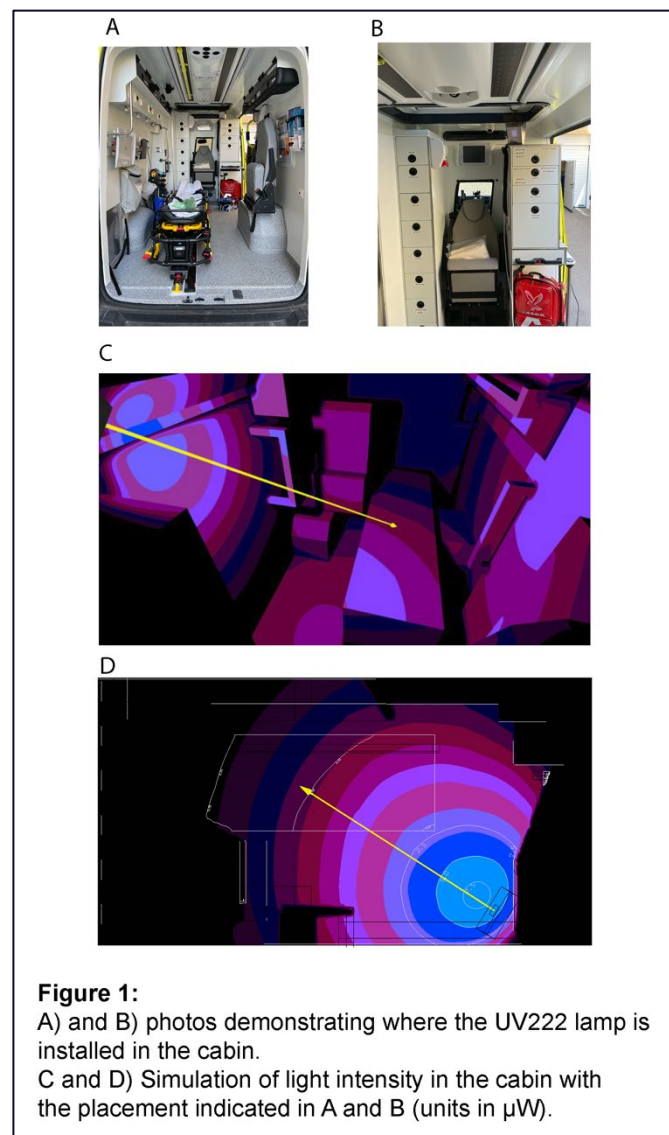 A
B
C
D
Figure 1:
A) and B) photos demonstrating where the UV222 lamp is
installed in the cabin.
C and D) Simulation of light intensity in the cabin with
the placement indicated in A and B (units in µW).